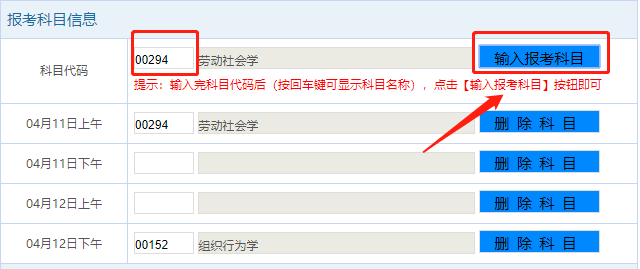 报考科目信息
科目代码 00294 劳动社会学 输入报考科目
提示：输入完科目代码后（按回车键可显示科目名称），点击【输入报考科目】按钮即可
04月11日上午 00294 劳动社会学 删 除 科 目
04月11日下午 删 除 科 目
04月12日上午 删 除 科 目
04月12日下午 00152 组织行为学 删 除 科 目